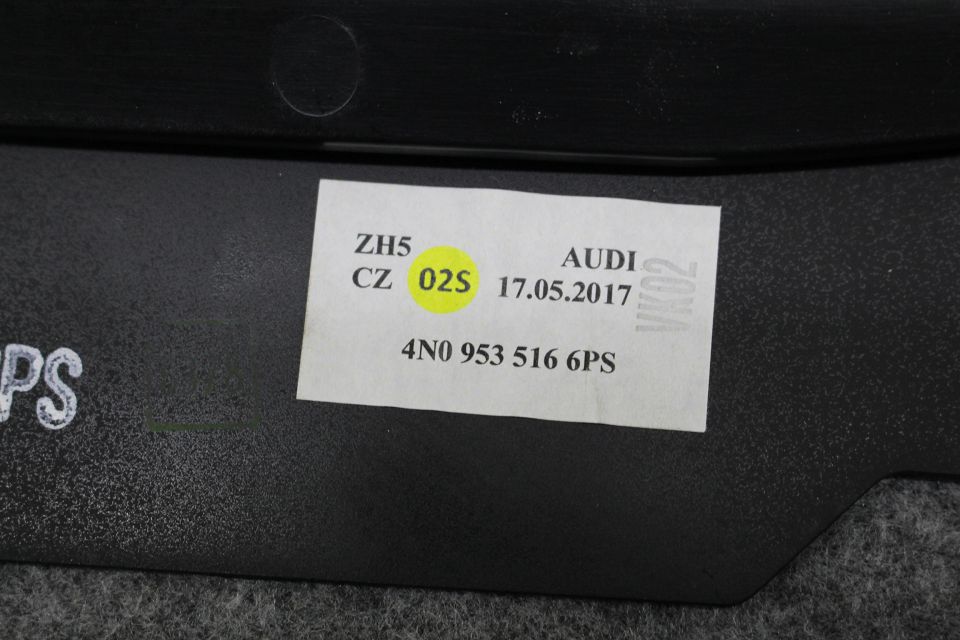 ZH5 AUDI
CZ 02S 17.05.2017
VK02
4N0 953 516 6PS
PS